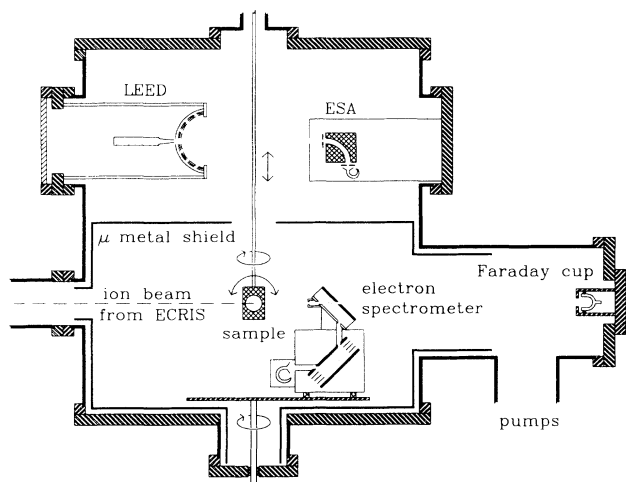 LEED
ESA
μ metal shield
Faraday cup
ion beam
from ECRIS
electron
spectrometer
sample
pumps